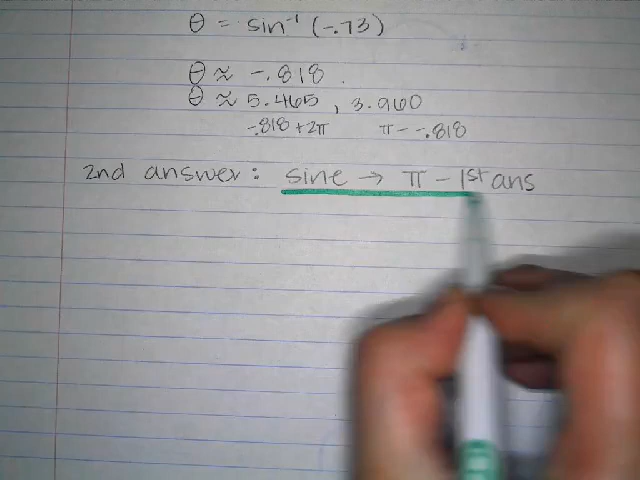 θ = sin⁻¹ (-.73)
θ ≈ -.818
θ ≈ 5.465 , 3.960
-.818 + 2π π - -.818
2nd answer: sine → π - 1st ans